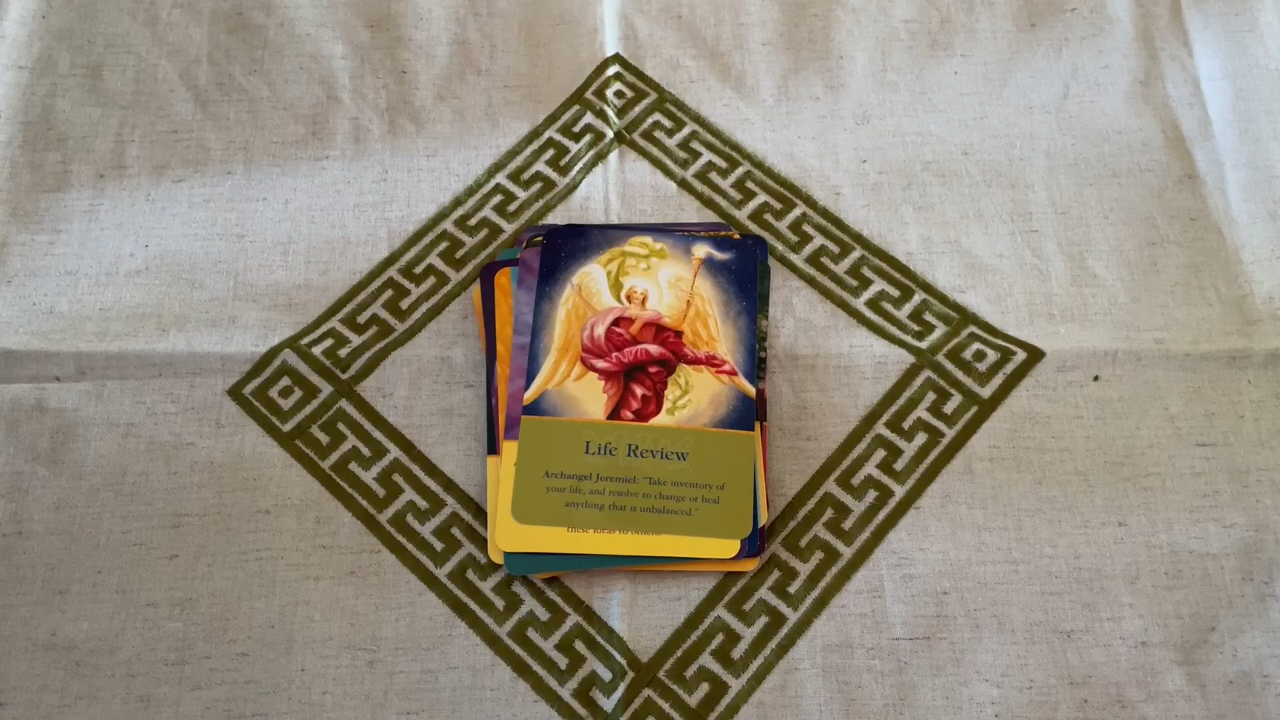 Life Review
Archangel Jeremiel: "Take inventory of
your life, and resolve to change or heal
anything that is unbalanced."
these ideas to others.